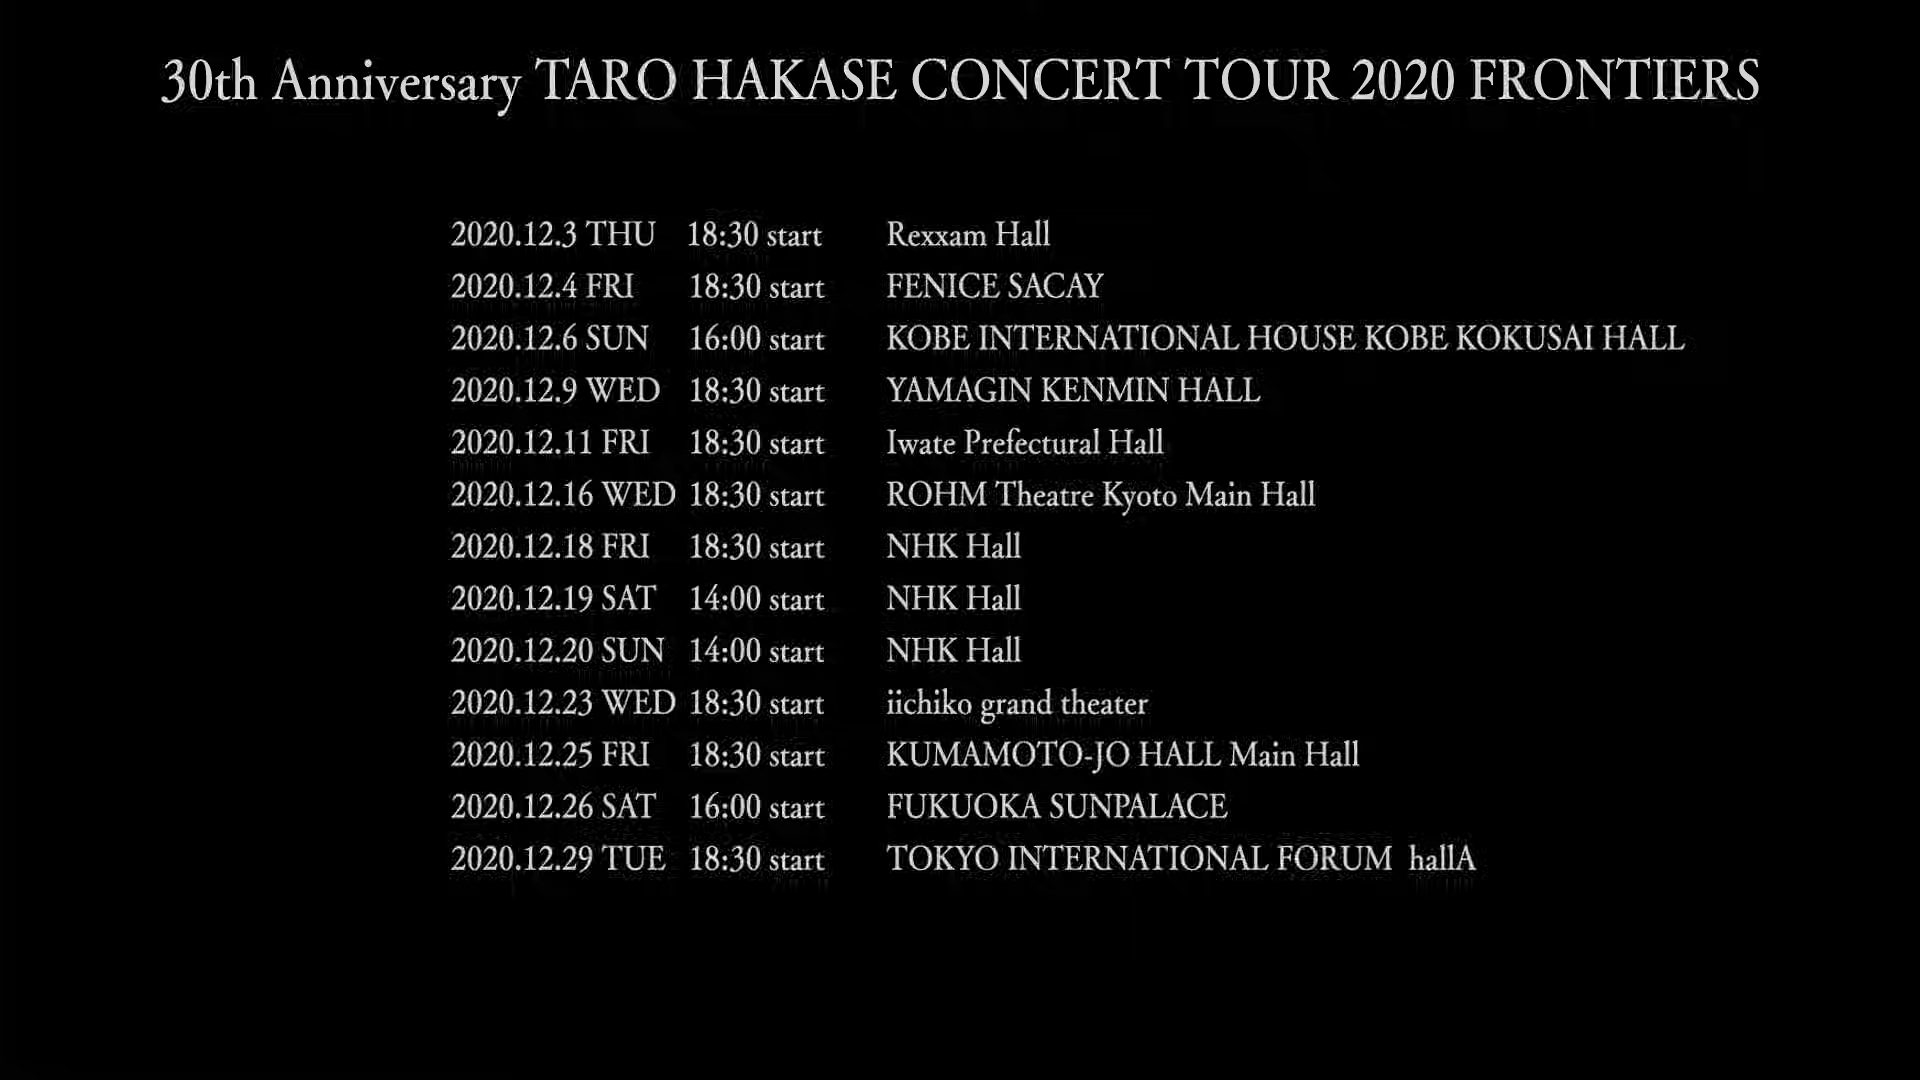 30th Anniversary TARO HAKASE CONCERT TOUR 2020 FRONTIERS
2020.12.3 THU 18:30 start Rexxam Hall
2020.12.4 FRI 18:30 start FENICE SACAY
2020.12.6 SUN 16:00 start KOBE INTERNATIONAL HOUSE KOBE KOKUSAI HALL
2020.12.9 WED 18:30 start YAMAGIN KENMIN HALL
2020.12.11 FRI 18:30 start Iwate Prefectural Hall
2020.12.16 WED 18:30 start ROHM Theatre Kyoto Main Hall
2020.12.18 FRI 18:30 start NHK Hall
2020.12.19 SAT 14:00 start NHK Hall
2020.12.20 SUN 14:00 start NHK Hall
2020.12.23 WED 18:30 start iichiko grand theater
2020.12.25 FRI 18:30 start KUMAMOTO-JO HALL Main Hall
2020.12.26 SAT 16:00 start FUKUOKA SUNPALACE
2020.12.29 TUE 18:30 start TOKYO INTERNATIONAL FORUM hallA